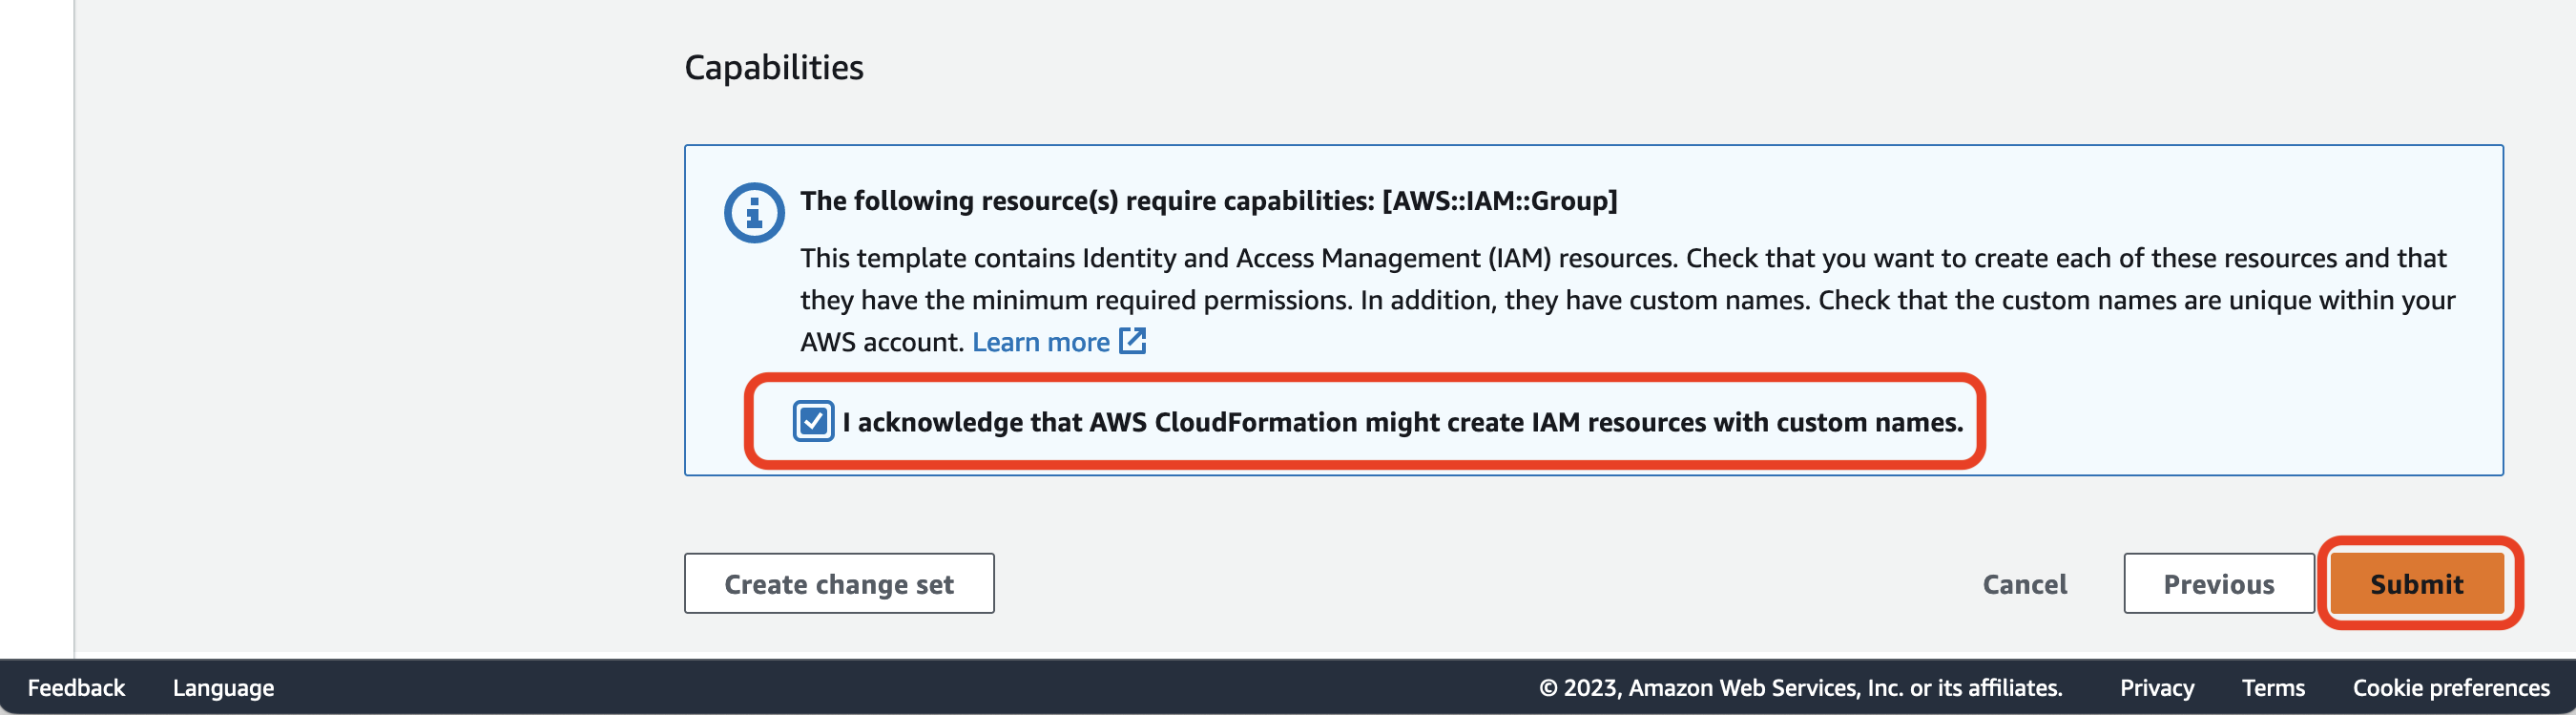 Capabilities
The following resource(s) require capabilities: [AWS::IAM::Group]
This template contains Identity and Access Management (IAM) resources. Check that you want to create each of these resources and that
they have the minimum required permissions. In addition, they have custom names. Check that the custom names are unique within your
AWS account. Learn more
I acknowledge that AWS CloudFormation might create IAM resources with custom names.
Create change set
Cancel
Previous
Submit
Feedback
Language
© 2023, Amazon Web Services, Inc. or its affiliates.
Privacy
Terms
Cookie preferences